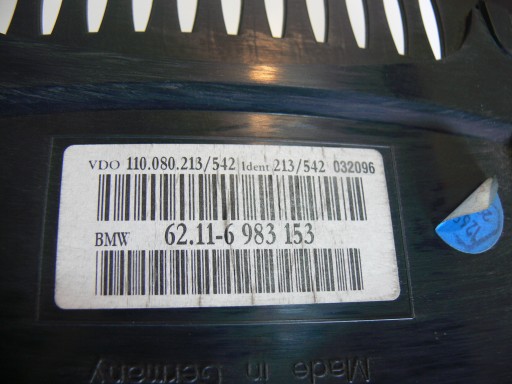 VDO 110.080.213/542 Ident 213/542 032096
BMW 62.11-6 983 153
Made in Germany